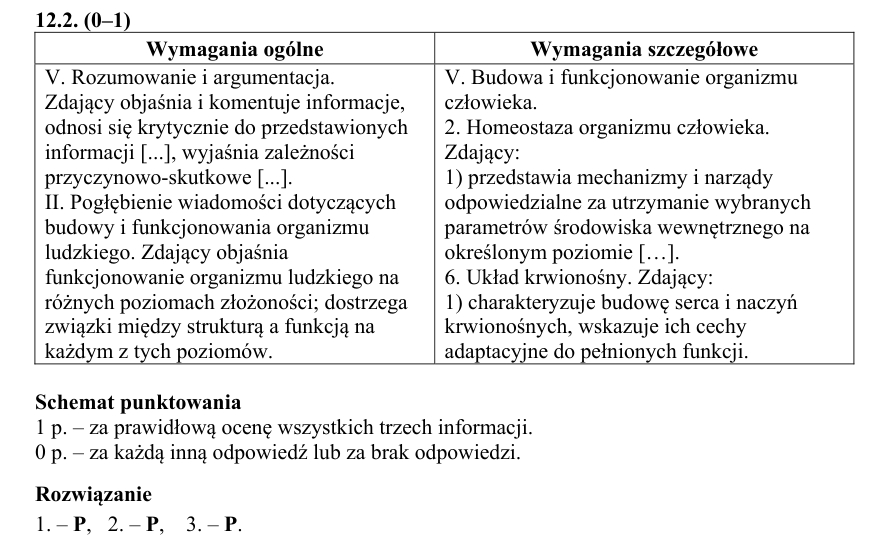 12.2. (0–1)
Wymagania ogólne
Wymagania szczegółowe
V. Rozumowanie i argumentacja.
Zdający objaśnia i komentuje informacje,
odnosi się krytycznie do przedstawionych
informacji [...], wyjaśnia zależności
przyczynowo-skutkowe [...].
II. Pogłębienie wiadomości dotyczących
budowy i funkcjonowania organizmu
ludzkiego. Zdający objaśnia
funkcjonowanie organizmu ludzkiego na
różnych poziomach złożoności; dostrzega
związki między strukturą a funkcją na
każdym z tych poziomów.
V. Budowa i funkcjonowanie organizmu
człowieka.
2. Homeostaza organizmu człowieka.
Zdający:
1) przedstawia mechanizmy i narządy
odpowiedzialne za utrzymanie wybranych
parametrów środowiska wewnętrznego na
określonym poziomie […].
6. Układ krwionośny. Zdający:
1) charakteryzuje budowę serca i naczyń
krwionośnych, wskazuje ich cechy
adaptacyjne do pełnionych funkcji.
Schemat punktowania
1 p. – za prawidłową ocenę wszystkich trzech informacji.
0 p. – za każdą inną odpowiedź lub za brak odpowiedzi.
Rozwiązanie
1. – P, 2. – P, 3. – P.